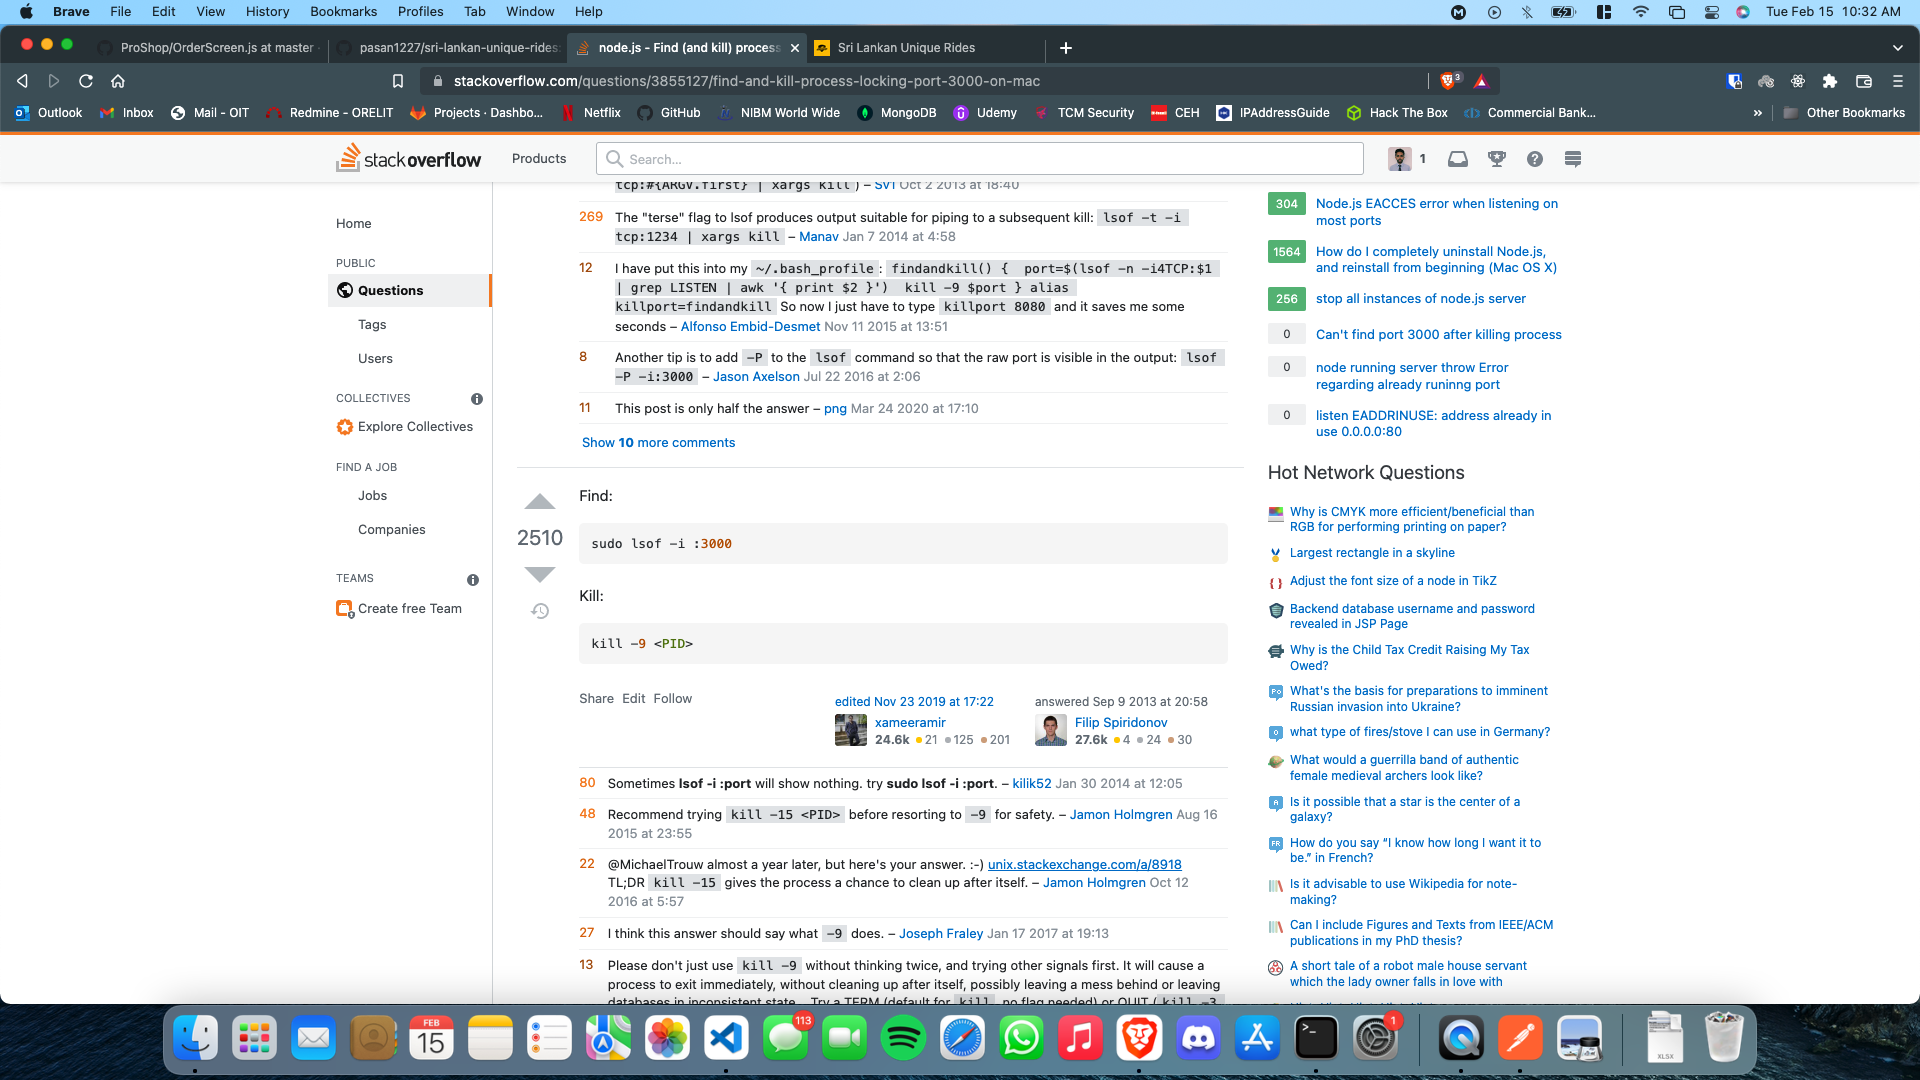 Brave File Edit View History Bookmarks Profiles Tab Window Help Tue Feb 15 10:32 AM
ProShop/OrderScreen.js at master pasan1227/sri-lankan-unique-rides: node.js - Find (and kill) process Sri Lankan Unique Rides
stackoverflow.com/questions/3855127/find-and-kill-process-locking-port-3000-on-mac 3
Outlook Inbox Mail - OIT Redmine - ORELIT Projects · Dashbo... Netflix GitHub NIBM World Wide MongoDB Udemy TCM Security CEH IPAddressGuide Hack The Box Commercial Bank... » Other Bookmarks
stackoverflow Products Search... 1
Home
PUBLIC
Questions
Tags
Users
COLLECTIVES
Explore Collectives
FIND A JOB
Jobs
Companies
TEAMS
Create free Team
tcp:#{ARGV.first} | xargs kill ) – SV1 Oct 2 2013 at 18:40
269 The "terse" flag to lsof produces output suitable for piping to a subsequent kill: lsof -t -i
tcp:1234 | xargs kill – Manav Jan 7 2014 at 4:58
12 I have put this into my ~/.bash_profile : findandkill() { port=$(lsof -n -i4TCP:$1
| grep LISTEN | awk '{ print $2 }') kill -9 $port } alias
killport=findandkill So now I just have to type killport 8080 and it saves me some
seconds – Alfonso Embid-Desmet Nov 11 2015 at 13:51
8 Another tip is to add -P to the lsof command so that the raw port is visible in the output: lsof
-P -i:3000 – Jason Axelson Jul 22 2016 at 2:06
11 This post is only half the answer – png Mar 24 2020 at 17:10
Show 10 more comments
2510
Find:
sudo lsof -i :3000
Kill:
kill -9 <PID>
Share Edit Follow
edited Nov 23 2019 at 17:22
xameeramir
24.6k 21 125 201
answered Sep 9 2013 at 20:58
Filip Spiridonov
27.6k 4 24 30
80 Sometimes lsof -i :port will show nothing. try sudo lsof -i :port. – kilik52 Jan 30 2014 at 12:05
48 Recommend trying kill -15 <PID> before resorting to -9 for safety. – Jamon Holmgren Aug 16
2015 at 23:55
22 @MichaelTrouw almost a year later, but here's your answer. :-) unix.stackexchange.com/a/8918
TL;DR kill -15 gives the process a chance to clean up after itself. – Jamon Holmgren Oct 12
2016 at 5:57
27 I think this answer should say what -9 does. – Joseph Fraley Jan 17 2017 at 19:13
13 Please don't just use kill -9 without thinking twice, and trying other signals first. It will cause a
process to exit immediately, without cleaning up after itself, possibly leaving a mess behind or leaving
databases in inconsistent state... Try a TERM (default for kill, no flag needed) or QUIT ( kill -3
304 Node.js EACCES error when listening on
most ports
1564 How do I completely uninstall Node.js,
and reinstall from beginning (Mac OS X)
256 stop all instances of node.js server
0 Can't find port 3000 after killing process
0 node running server throw Error
regarding already runinng port
0 listen EADDRINUSE: address already in
use 0.0.0.0:80
Hot Network Questions
Why is CMYK more efficient/beneficial than
RGB for performing printing on paper?
Largest rectangle in a skyline
Adjust the font size of a node in TikZ
Backend database username and password
revealed in JSP Page
Why is the Child Tax Credit Raising My Tax
Owed?
What's the basis for preparations to imminent
Russian invasion into Ukraine?
what type of fires/stove I can use in Germany?
What would a guerrilla band of authentic
female medieval archers look like?
Is it possible that a star is the center of a
galaxy?
How do you say “I know how long I want it to
be.” in French?
Is it advisable to use Wikipedia for note-
making?
Can I include Figures and Texts from IEEE/ACM
publications in my PhD thesis?
A short tale of a robot male house servant
which the lady owner falls in love with
FEB
15
113
1
XLSX